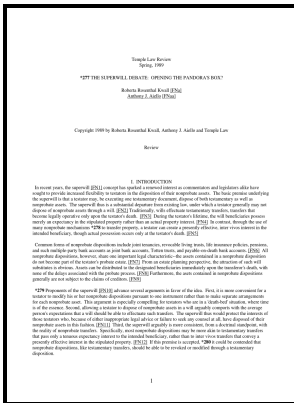 Temple Law Review
Spring, 1989
*277 THE SUPERWILL DEBATE: OPENING THE PANDORA'S BOX?
Roberta Rosenthal Kwall [FNa]
Anthony J. Aiello [FNaa]
Copyright 1989 by Roberta Rosenthal Kwall, Anthony J. Aiello and Temple Law
Review
I. INTRODUCTION
In recent years, the superwill [FN1] concept has sparked a renewed interest as commentators and legislators alike have
sought to provide increased flexibility to testators in the disposition of their nonprobate assets. The basic premise underlying
the superwill is that a testator may, by executing one testamentary document, dispose of both testamentary as well as
nonprobate assets. The superwill thus is a substantial departure from existing law, under which a testator generally may not
dispose of nonprobate assets through a will. [FN2] Traditionally, wills effectuate testamentary transfers, transfers that
become legally operative only upon the testator's death. [FN3] During the testator's lifetime, the will beneficiaries possess
merely an expectancy in the stipulated property rather than an actual property interest. [FN4] In contrast, through the use of
many nonprobate mechanisms *278 to transfer property, a testator can create a presently effective, inter vivos interest in the
intended beneficiary, though actual possession occurs only at the testator's death. [FN5]
Common forms of nonprobate dispositions include joint tenancies, revocable living trusts, life insurance policies, pensions,
and such multiple-party accounts as joint bank accounts, Totten trusts, and payable-on-death bank accounts. [FN6] All
nonprobate dispositions, however, share one important legal characteristic--the assets contained in a nonprobate disposition
do not become part of the testator's probate estate. [FN7] From an estate planning perspective, the attraction of such will
substitutes is obvious. Assets can be distributed to the designated beneficiaries immediately upon the transferor's death, with
none of the delays associated with the probate process. [FN8] Furthermore, certain types of assets that pass outside of probate
generally are not subject to the claims of creditors. [FN9]
*279 Proponents of the superwill [FN10] advance several arguments in favor of the idea. First, it is more convenient for a
testator to modify his or her nonprobate dispositions pursuant to one instrument rather than to make separate arrangements
for each nonprobate asset. This argument is especially compelling for testators who are in a 'death-bed' situation, where time
is of the essence. Second, allowing a testator to dispose of nonprobate assets in a will arguably comports with the average
person's expectations that a will should be able to effectuate such transfers. The superwill thus would protect the interests of
those testators who, because of either inappropriate legal advice or failure to seek any counsel at all, have disposed of their
nonprobate assets in this fashion. [FN11] Third, the superwill arguably is more consistent, from a doctrinal standpoint, with
the reality of nonprobate transfers. Specifically, most nonprobate dispositions may be more akin to testamentary transfers
that pass only a tenuous expectancy interest to the intended beneficiary, rather than to inter vivos transfers that convey a
presently effective interest in the stipulated property. [FN12] If this premise is accepted, *280 it could be contended that
nonprobate dispositions, like testamentary transfers, should be able to be revoked or modified through a testamentary
disposition.
1